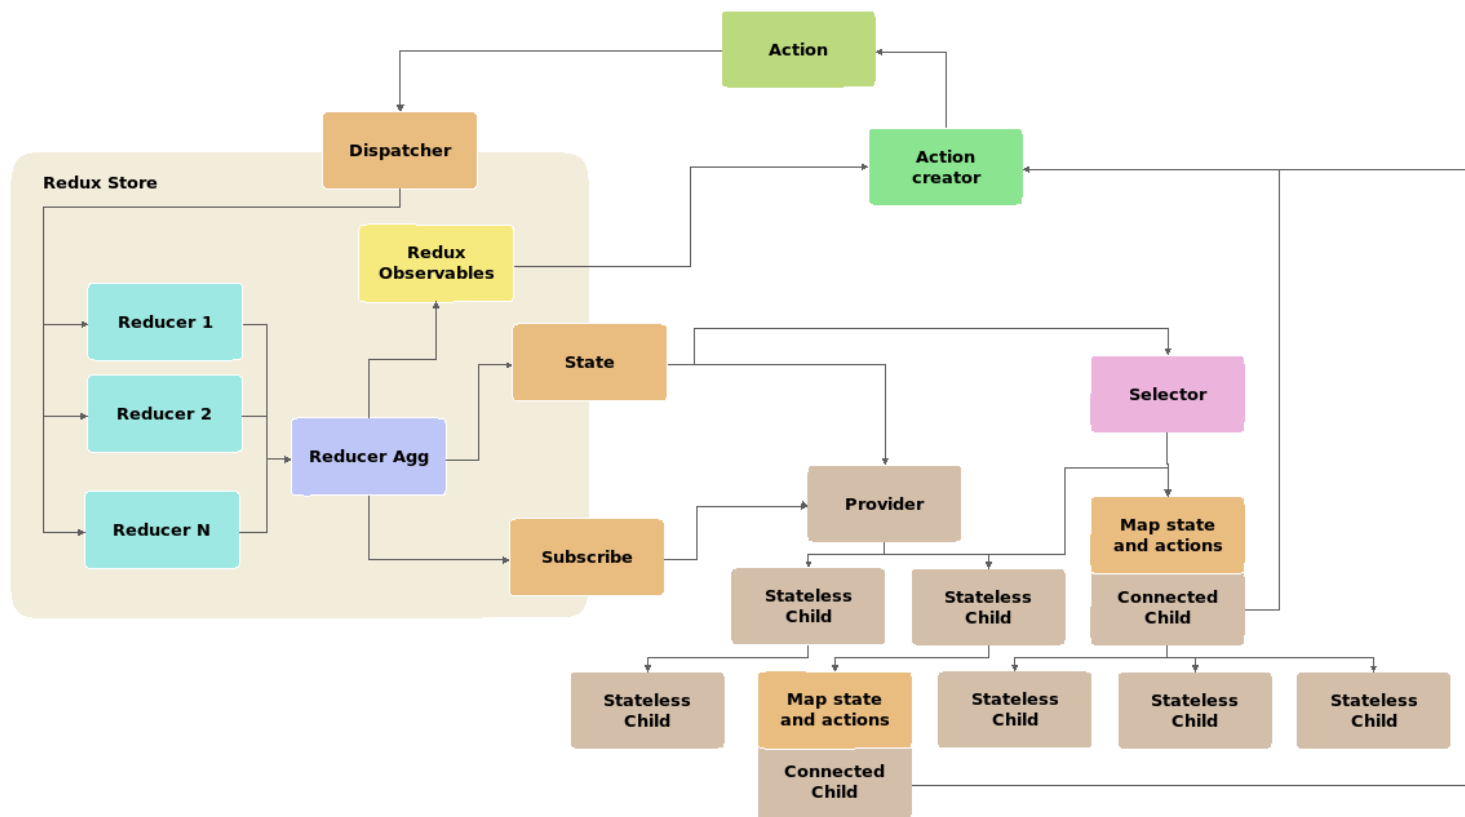 Action
Dispatcher
Action
creator
Redux Store
Redux
Observables
Reducer 1
State
Selector
Reducer 2
Reducer Agg
Provider
Map state
and actions
Reducer N
Subscribe
Stateless
Child
Stateless
Child
Connected
Child
Stateless
Child
Map state
and actions
Stateless
Child
Stateless
Child
Stateless
Child
Connected
Child